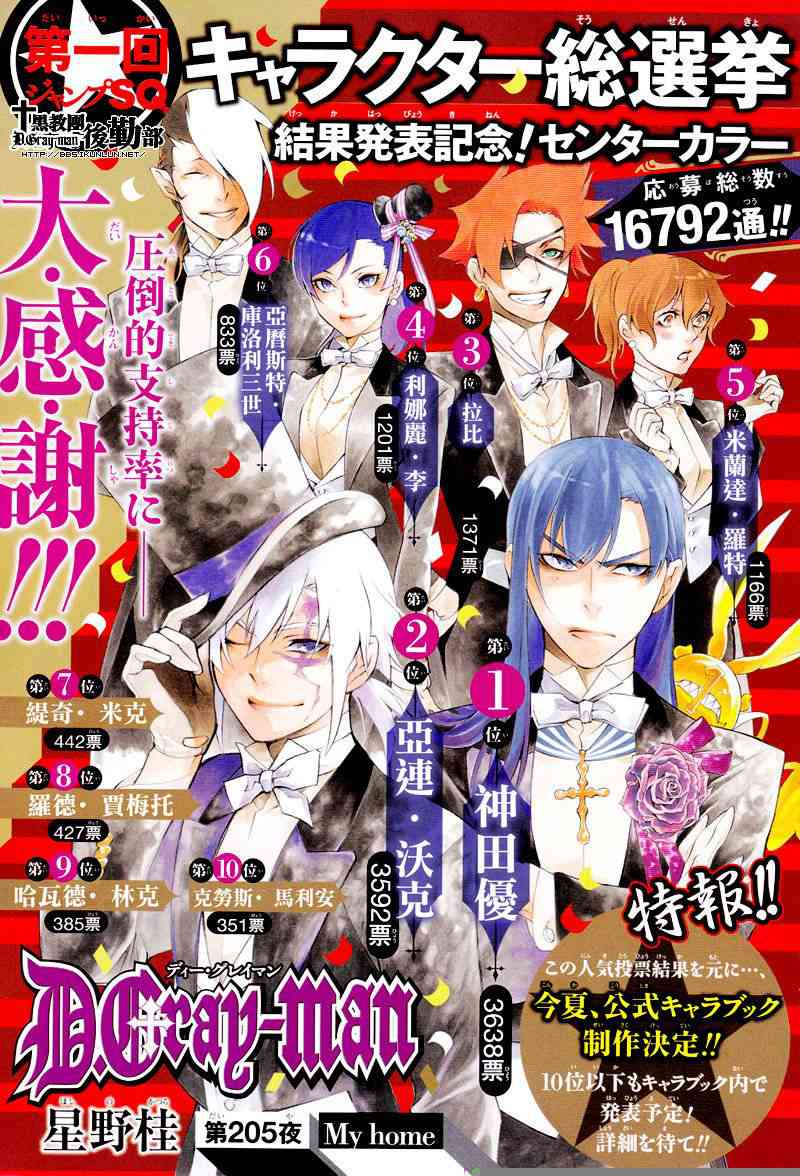 第一回
ジャンプSQ
キャラクター総選挙
結果発表記念!センターカラー
応募総数
16792通!!
黒教團
D.Gray-man
後勤部
HTTP://BBS.IKUNLUN.NET/
圧倒的支持率に――
大・感・謝!!!
第6位
亞曆斯特・
庫洛利三世
833票
第4位
利娜麗・李
1201票
第3位
拉比
1371票
第5位
米蘭達・羅特
1166票
第2位
亞連・沃克
3592票
第1位
神田優
3638票
第7位
緹奇・米克
442票
第8位
羅德・賈梅托
427票
第9位
哈瓦德・林克
385票
第10位
克勞斯・馬利安
351票
特報!!
この人気投票結果を元に…、
今夏、公式キャラブック
制作決定!!
10位以下もキャラブック内で
発表予定!
詳細を待て!!
ディー・グレイマン
D.Gray-man
星野桂
第205夜
My home